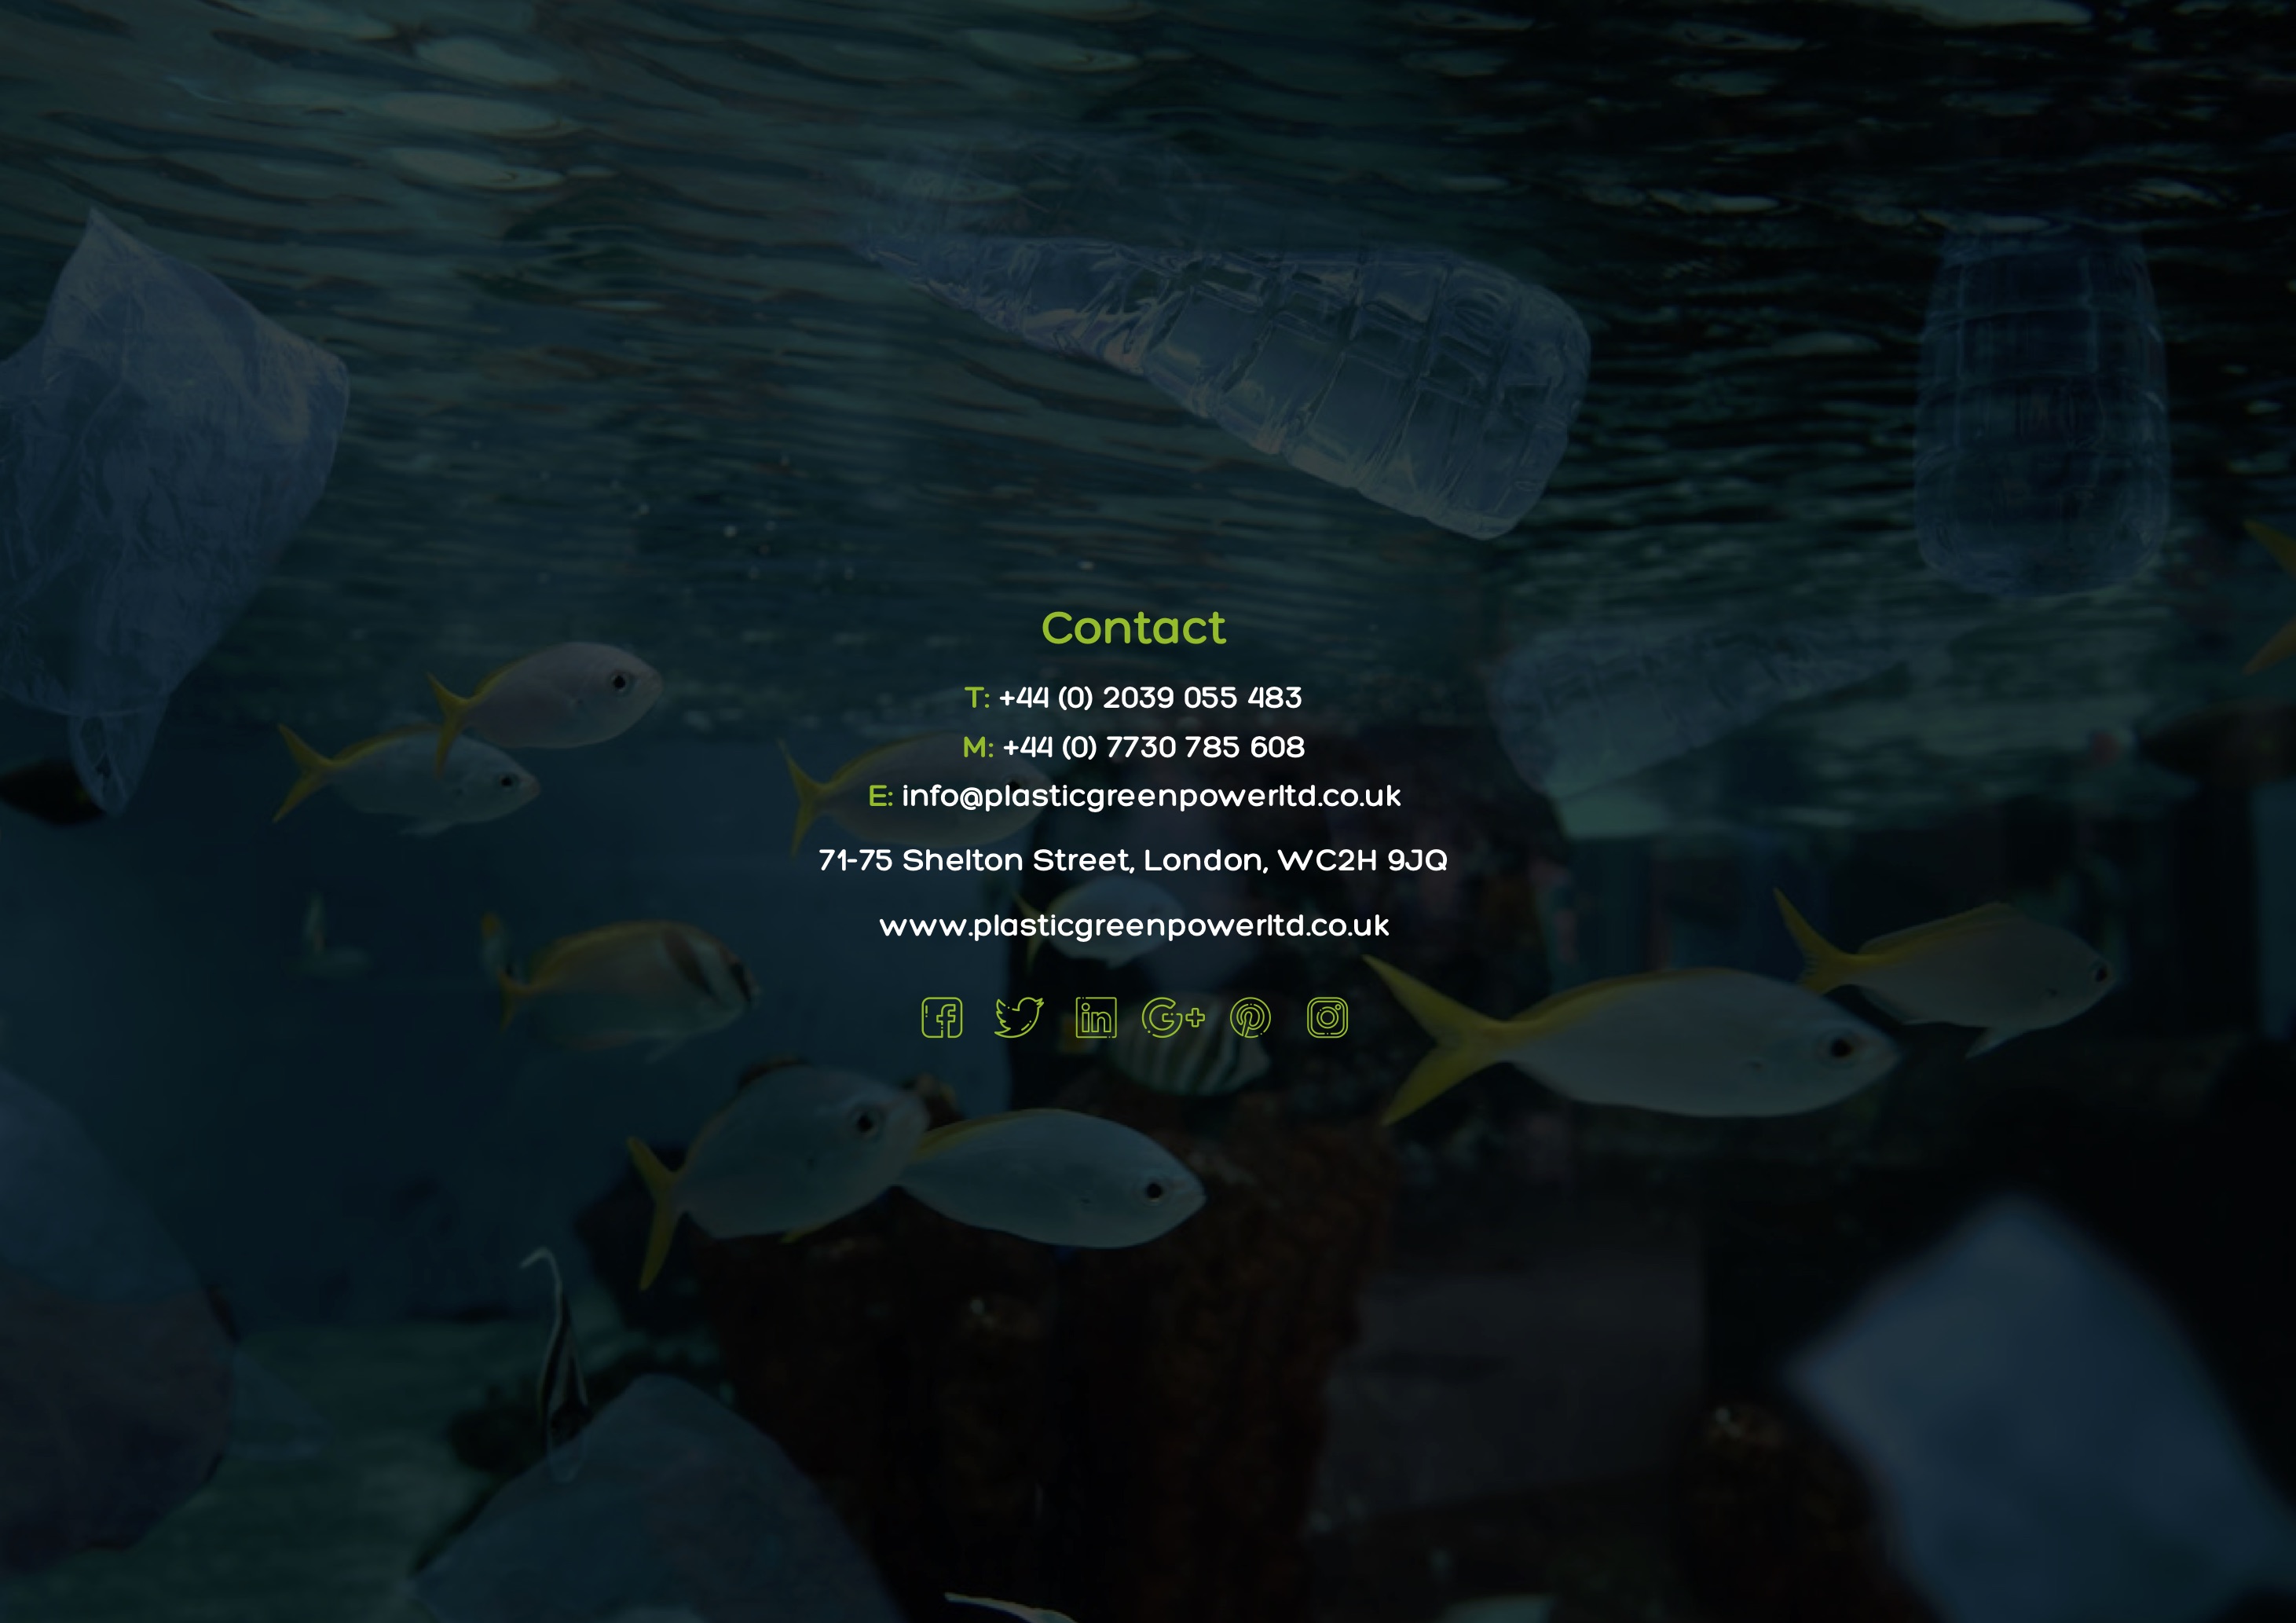 Contact
T: +44 (0) 2039 055 483
M: +44 (0) 7730 785 608
E: info@plasticgreenpowerltd.co.uk
71-75 Shelton Street, London, WC2H 9JQ
www.plasticgreenpowerltd.co.uk